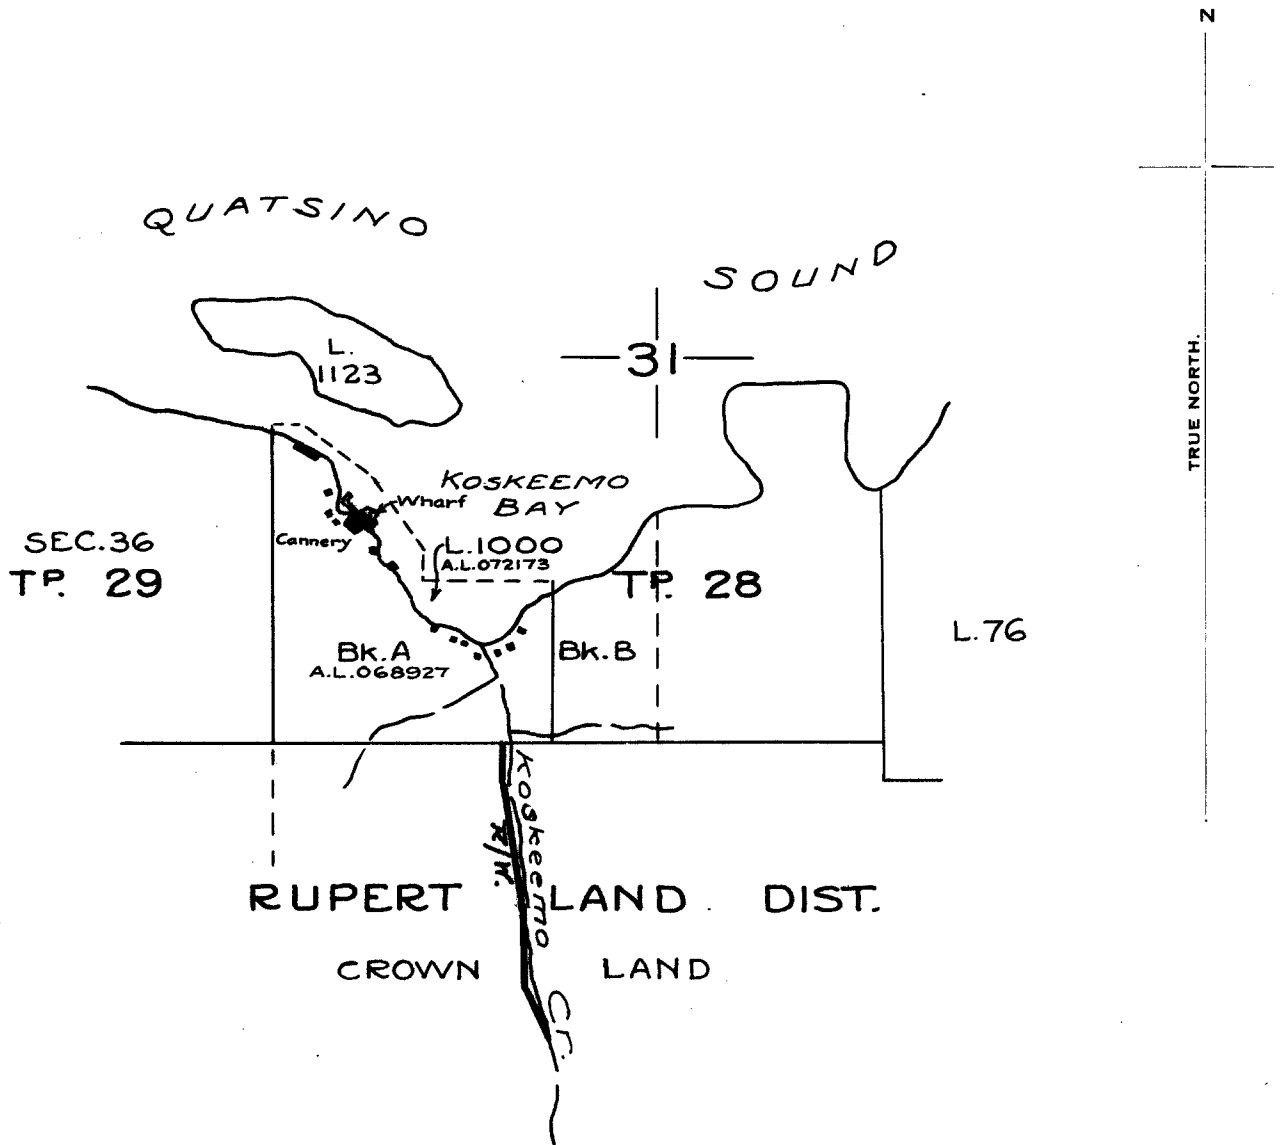 N
TRUE NORTH.
QUATSINO
SOUND
L.
1123
31
KOSKEEMO
BAY
Wharf
Cannery
L.1000
A.L.072173
SEC.36
TP. 29
TP. 28
L.76
Bk.A
A.L.068927
Bk.B
Koskeemo Cr.
R/W.
RUPERT LAND DIST.
CROWN LAND